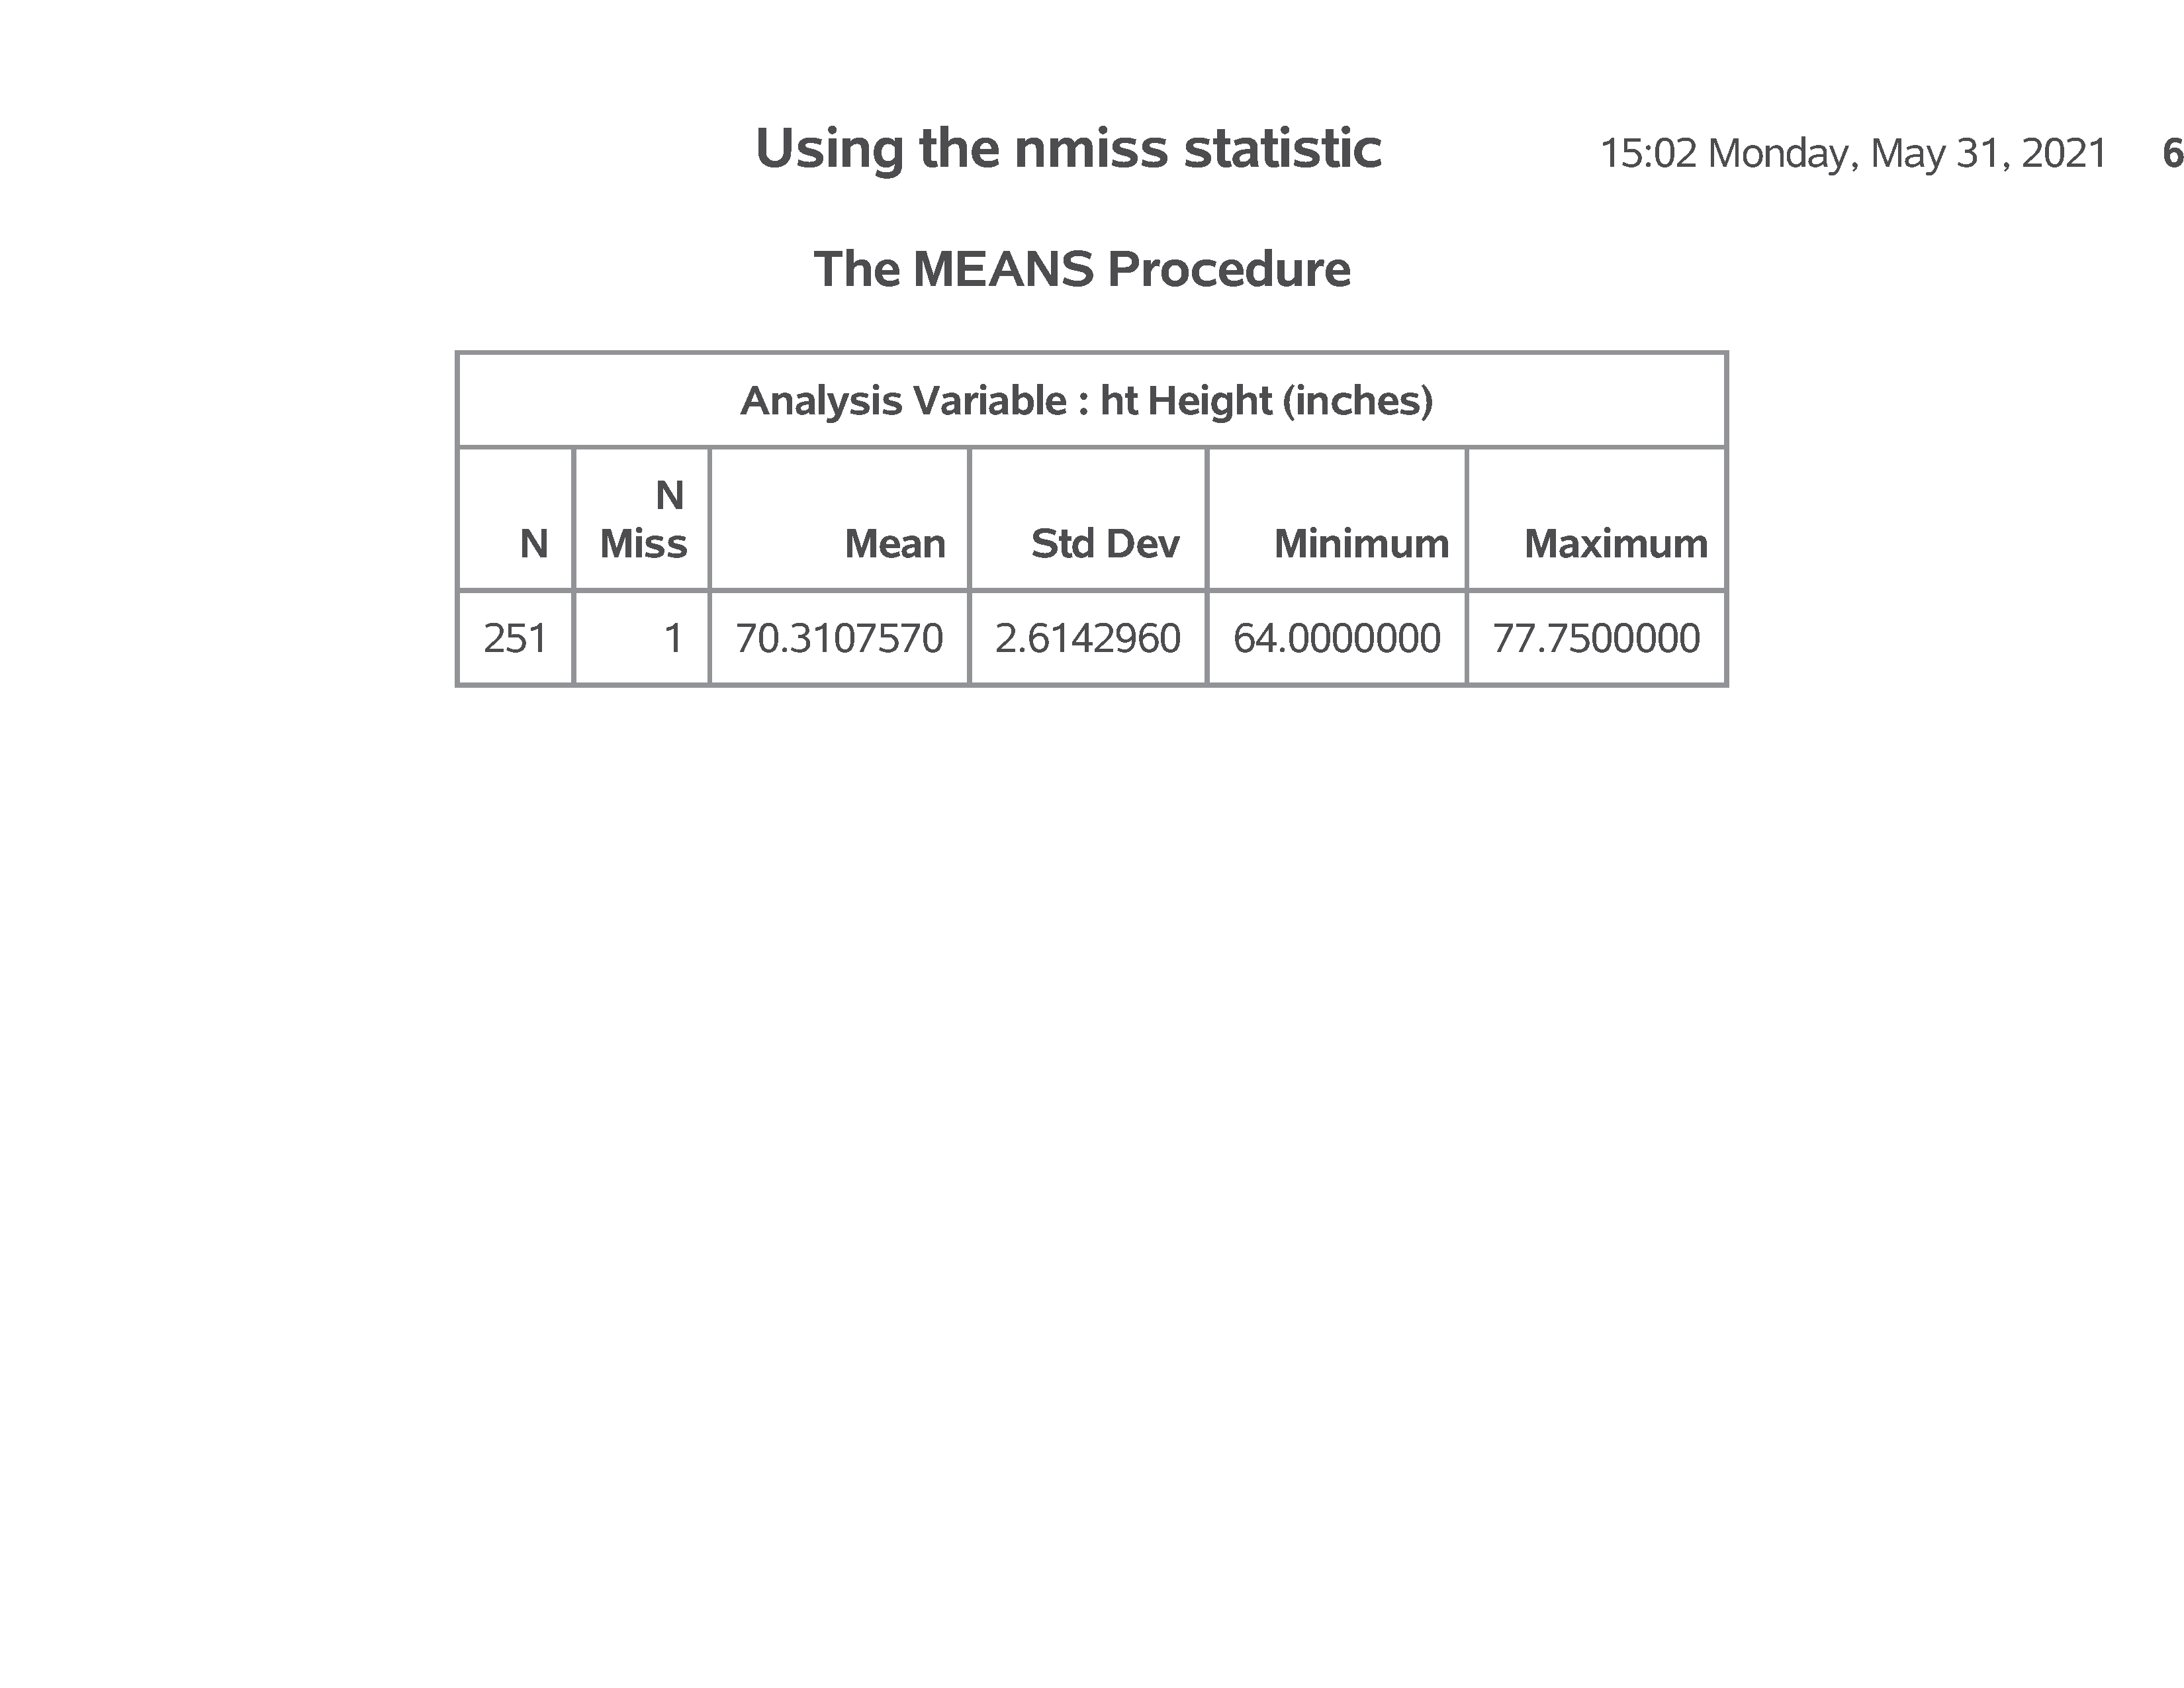 Using the nmiss statistic 15:02 Monday, May 31, 2021 6
The MEANS Procedure
Analysis Variable : ht Height (inches)
N
N Miss Mean Std Dev Minimum Maximum
251 1 70.3107570 2.6142960 64.0000000 77.7500000